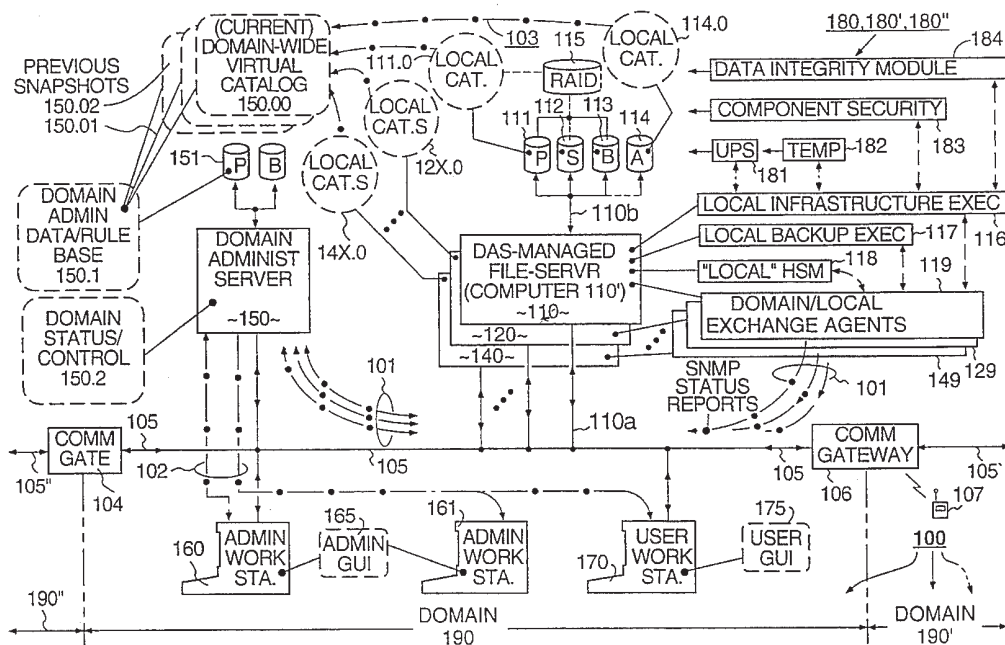 (CURRENT)
DOMAIN-WIDE
VIRTUAL
CATALOG
150.00
PREVIOUS
SNAPSHOTS
150.02
150.01
111.0
103
LOCAL
CAT.
115
RAID
LOCAL
CAT.
114.0
LOCAL
CAT.S
12X.0
LOCAL
CAT.S
14X.0
111
P
112
S
113
B
114
A
110b
180,180',180"
184
DATA INTEGRITY MODULE
COMPONENT SECURITY
183
UPS
181
TEMP
182
LOCAL INFRASTRUCTURE EXEC
116
LOCAL BACKUP EXEC
117
"LOCAL" HSM
118
119
DOMAIN/LOCAL
EXCHANGE AGENTS
129
149
151
P
B
DOMAIN
ADMIN
DATA/RULE
BASE
150.1
DOMAIN
ADMINIST
SERVER
~150~
DOMAIN
STATUS/
CONTROL
150.2
DAS-MANAGED
FILE-SERVR
(COMPUTER 110')
~110~
~120~
~140~
101
SNMP
STATUS
REPORTS
101
110a
105
COMM
GATE
104
105"
102
105
105
COMM
GATEWAY
106
105'
107
100
160
ADMIN
WORK
STA.
165
ADMIN
GUI
161
ADMIN
WORK
STA.
170
USER
WORK
STA.
175
USER
GUI
190"
DOMAIN
190
DOMAIN
190'